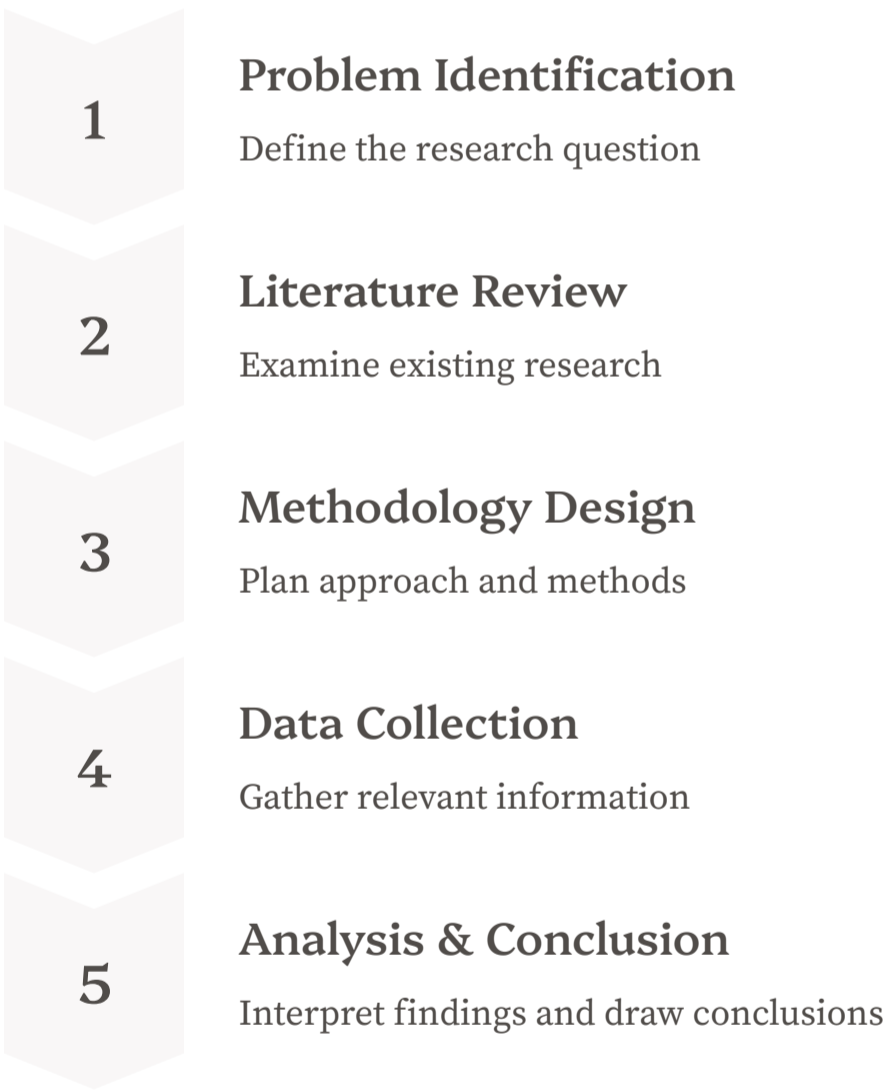 1
Problem Identification
Define the research question
2
Literature Review
Examine existing research
3
Methodology Design
Plan approach and methods
4
Data Collection
Gather relevant information
5
Analysis & Conclusion
Interpret findings and draw conclusions